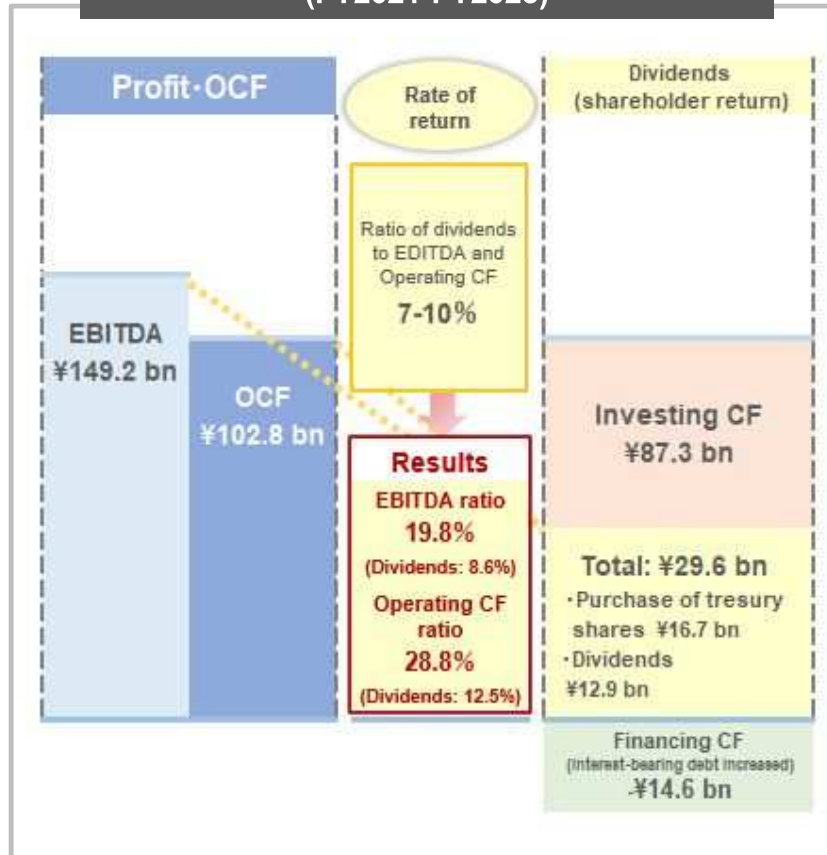 Profit·OCF
EBITDA
¥149.2 bn
OCF
¥102.8 bn
Rate of
return
Ratio of dividends
to EDITDA and
Operating CF
7-10%
Results
EBITDA ratio
19.8%
(Dividends: 8.6%)
Operating CF
ratio
28.8%
(Dividends: 12.5%)
Dividends
(shareholder return)
Investing CF
¥87.3 bn
Total: ¥29.6 bn
·Purchase of tresury
shares ¥16.7 bn
·Dividends
¥12.9 bn
Financing CF
(Interest-bearing debt increased)
-¥14.6 bn